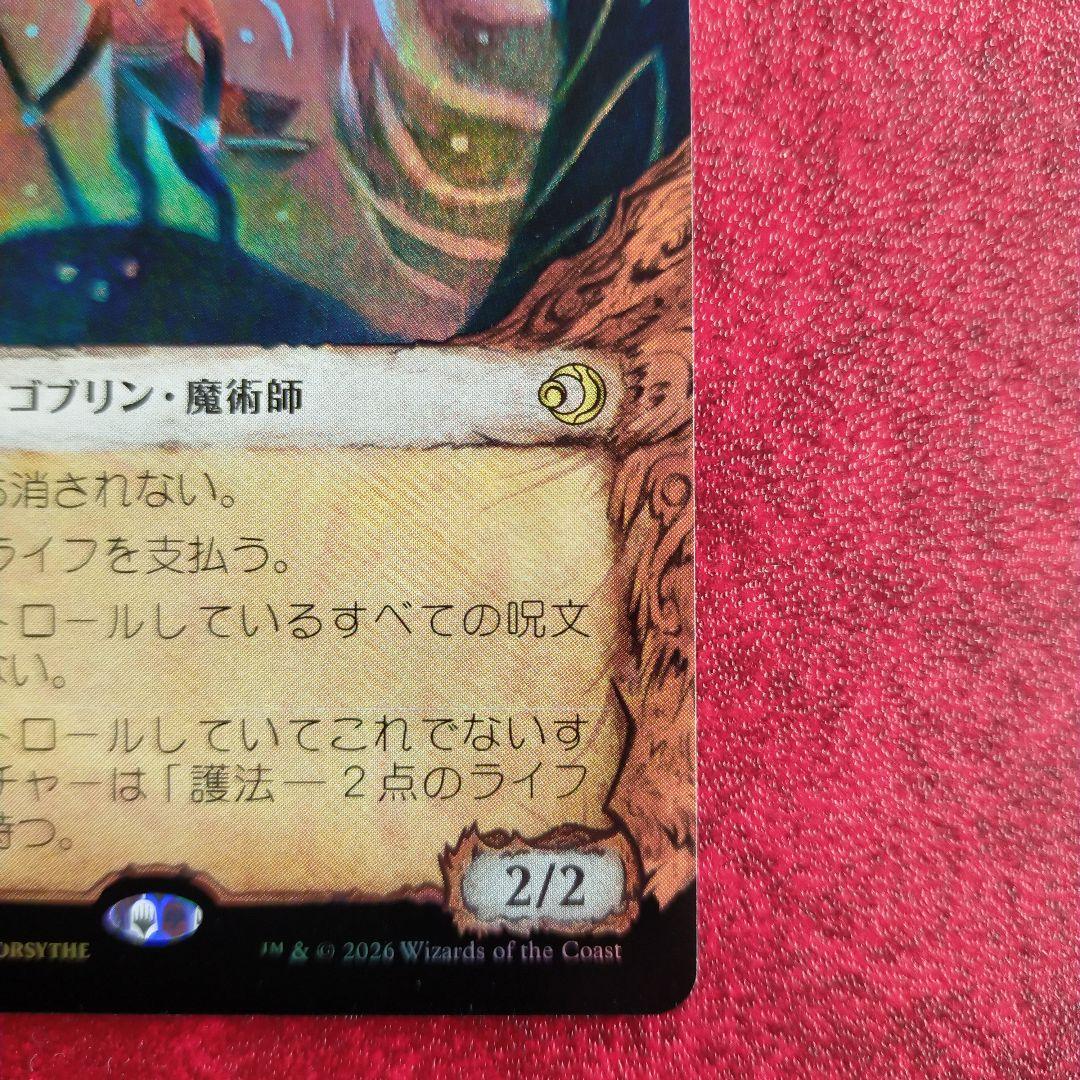 ゴブリン・魔術師
消されない。
ライフを支払う。
トロールしているすべての呪文
ない。
トロールしていてこれでないす
チャーは「護法―2点のライフ
持つ。
2/2
ORSYTHE
™ & © 2026 Wizards of the Coast